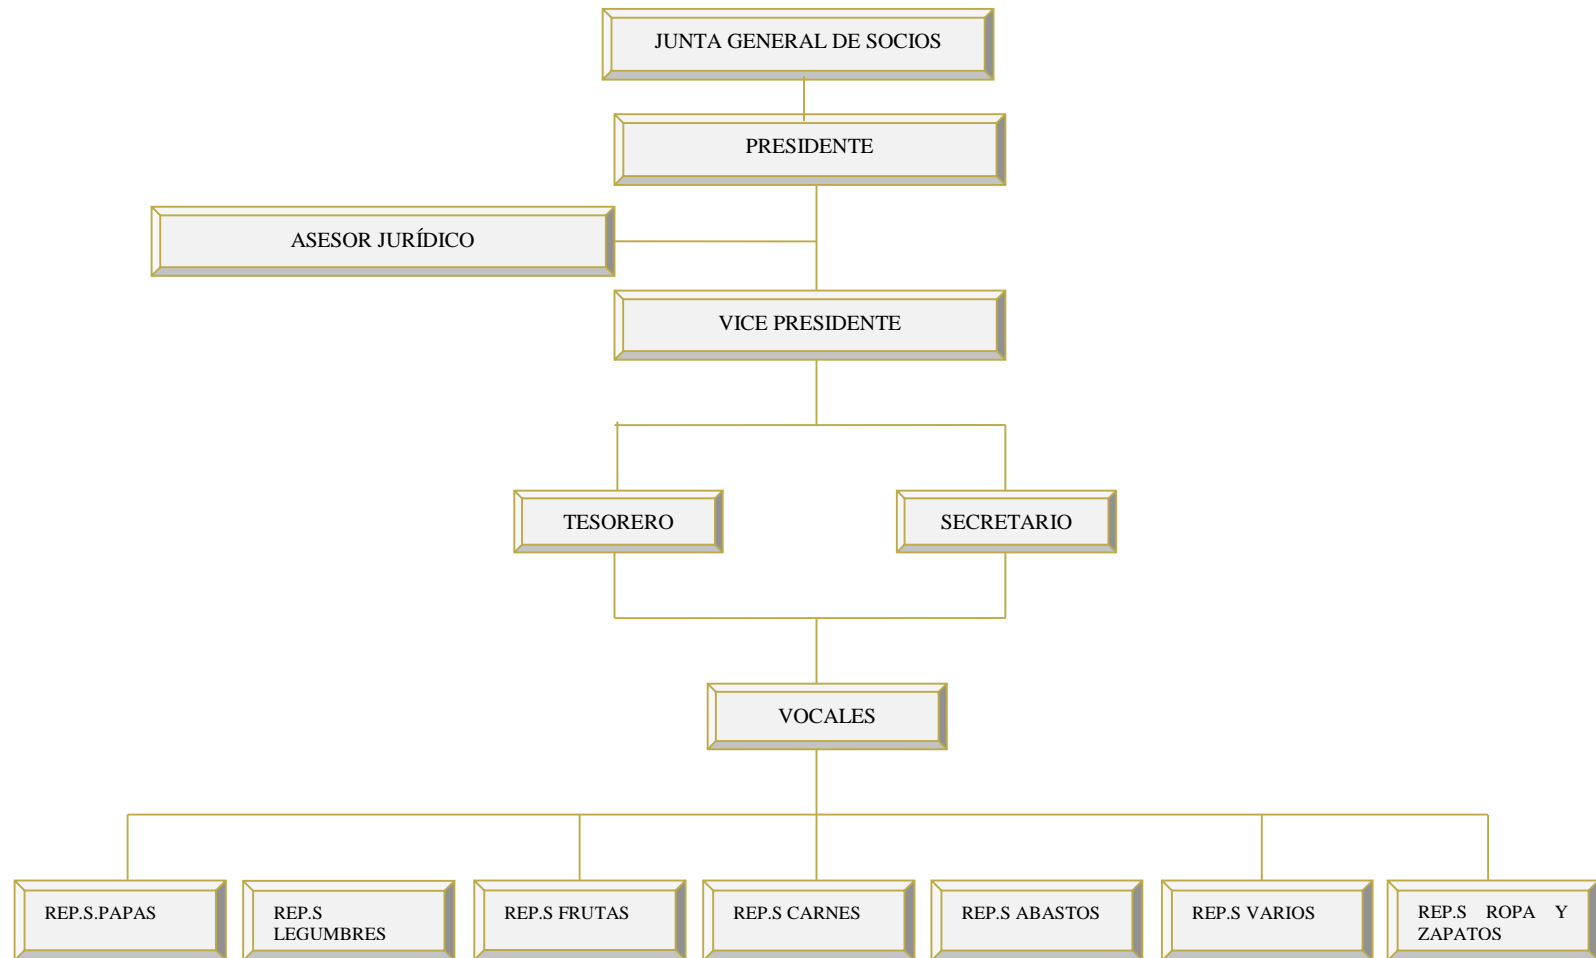 JUNTA GENERAL DE SOCIOS
PRESIDENTE
ASESOR JURÍDICO
VICE PRESIDENTE
TESORERO
SECRETARIO
VOCALES
REP.S.PAPAS
REP.S
LEGUMBRES
REP.S FRUTAS
REP.S CARNES
REP.S ABASTOS
REP.S VARIOS
REP.S ROPA Y
ZAPATOS